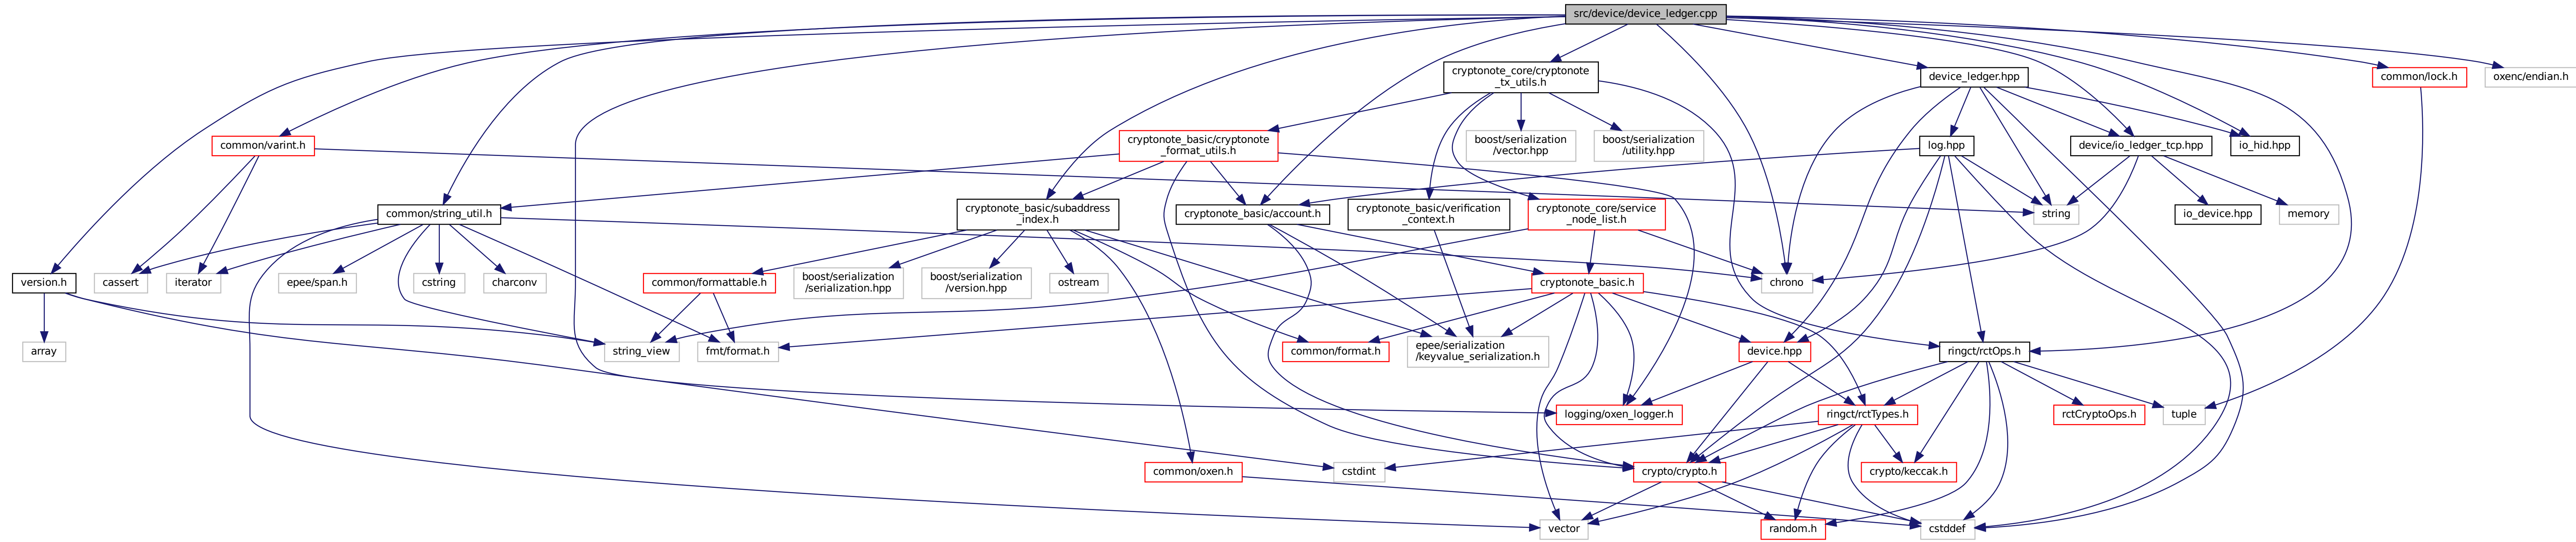 src/device/device_ledger.cpp
cryptonote_core/cryptonote
_tx_utils.h
device_ledger.hpp
common/lock.h
oxenc/endian.h
common/varint.h
cryptonote_basic/cryptonote
_format_utils.h
boost/serialization
/vector.hpp
boost/serialization
/utility.hpp
log.hpp
device/io_ledger_tcp.hpp
io_hid.hpp
common/string_util.h
cryptonote_basic/subaddress
_index.h
cryptonote_basic/account.h
cryptonote_basic/verification
_context.h
cryptonote_core/service
_node_list.h
string
io_device.hpp
memory
version.h
cassert
iterator
epee/span.h
cstring
charconv
common/formattable.h
boost/serialization
/serialization.hpp
boost/serialization
/version.hpp
ostream
cryptonote_basic.h
chrono
array
string_view
fmt/format.h
common/format.h
epee/serialization
/keyvalue_serialization.h
device.hpp
ringct/rctOps.h
logging/oxen_logger.h
ringct/rctTypes.h
rctCryptoOps.h
tuple
common/oxen.h
cstdint
crypto/crypto.h
crypto/keccak.h
vector
random.h
cstddef